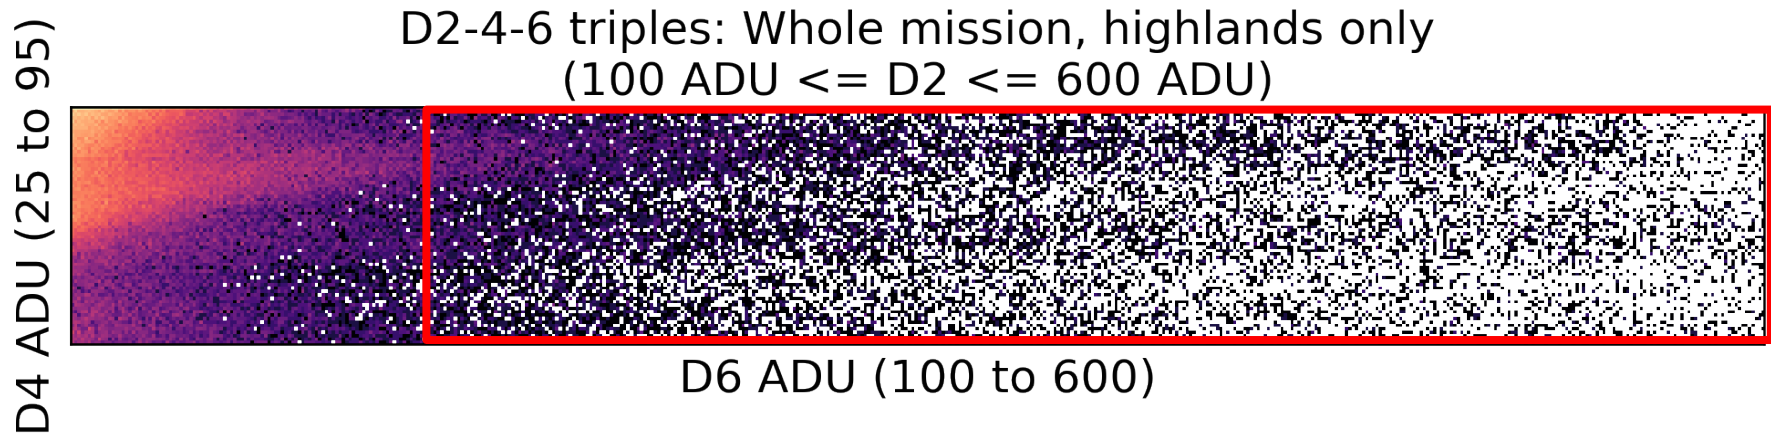 D2-4-6 triples: Whole mission, highlands only
(100 ADU <= D2 <= 600 ADU)
D4 ADU (25 to 95)
D6 ADU (100 to 600)